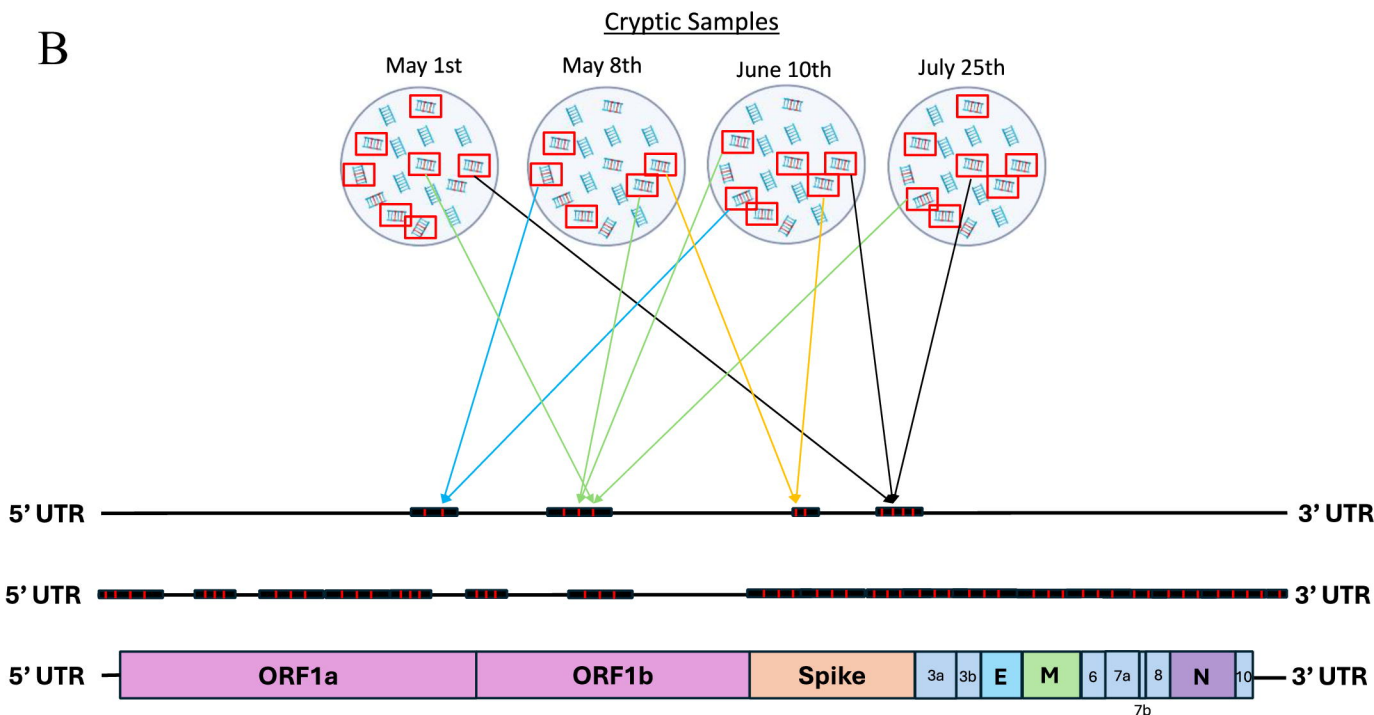 Cryptic Samples
B
May 1st
May 8th
June 10th
July 25th
5’ UTR
3’ UTR
5’ UTR
3’ UTR
5’ UTR
ORF1a
ORF1b
Spike
3a
3b
E
M
6
7a
8
N
10
3’ UTR
7b